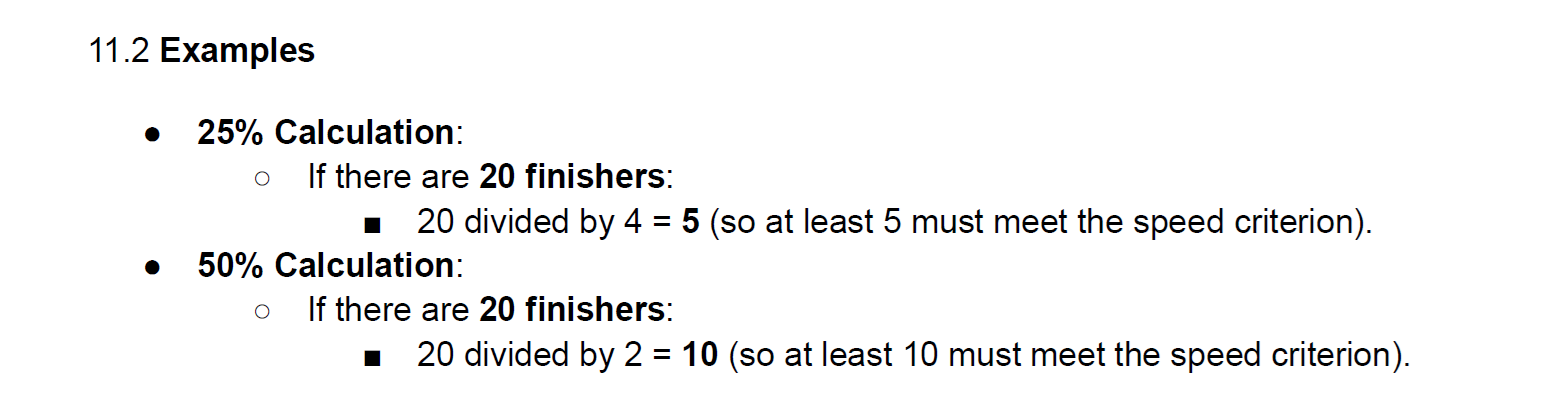 11.2 Examples
● 25% Calculation:
○ If there are 20 finishers:
■ 20 divided by 4 = 5 (so at least 5 must meet the speed criterion).
● 50% Calculation:
○ If there are 20 finishers:
■ 20 divided by 2 = 10 (so at least 10 must meet the speed criterion).